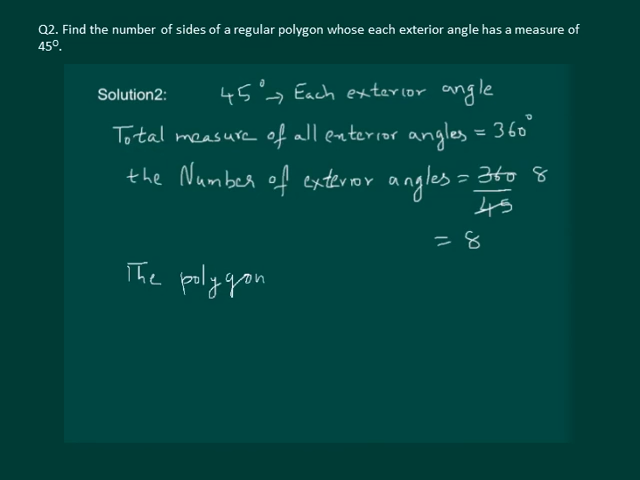 Q2. Find the number of sides of a regular polygon whose each exterior angle has a measure of
45⁰.
Solution2: 45° → Each exterior angle
Total measure of all enterior angles = 360°
the Number of exterior angles = 360 8
45
= 8
The polygon